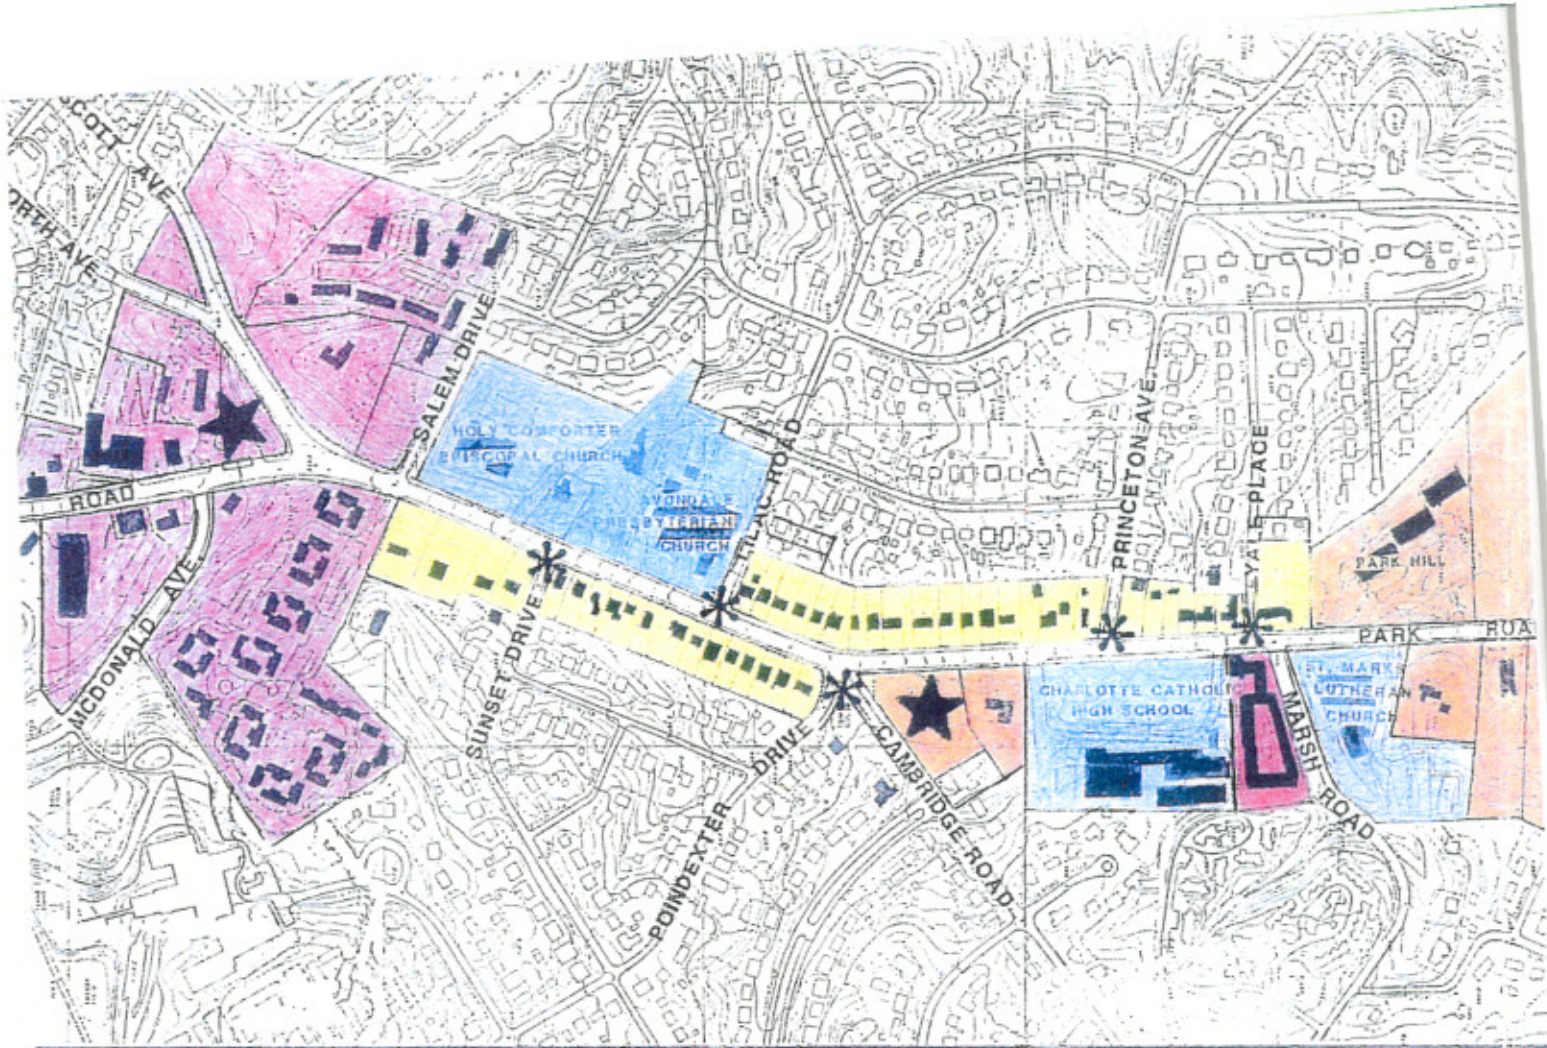 SCOTT AVE
ORTH AVE
SALEM DRIVE
HOLY COMFORTER
EPISCOPAL CHURCH
AVONDALE
PRESBYTERIAN
CHURCH
LILAC ROAD
PRINCETON AVE.
YALE PLACE
PARK HILL
ROAD
MCDONALD AVE
SUNSET DRIVE
POINDEXTER DRIVE
CAMBRIDGE ROAD
CHARLOTTE CATHOLIC
HIGH SCHOOL
MARSH ROAD
ST. MARKS
LUTHERAN
CHURCH
PARK ROA